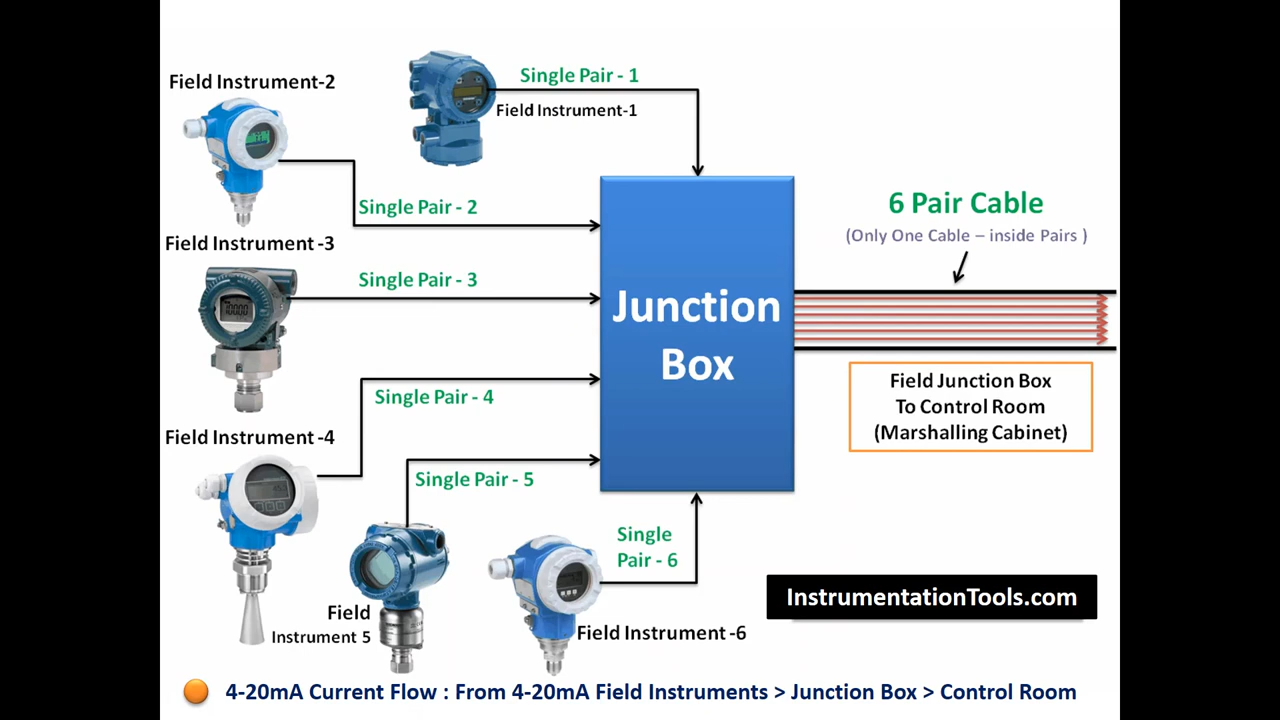 Field Instrument-2
Single Pair - 1
Field Instrument-1
Single Pair - 2
Field Instrument -3
Single Pair - 3
Single Pair - 4
Field Instrument -4
Single Pair - 5
Field
Instrument 5
Single
Pair - 6
Field Instrument -6
Junction
Box
6 Pair Cable
(Only One Cable – inside Pairs )
Field Junction Box
To Control Room
(Marshalling Cabinet)
InstrumentationTools.com
4-20mA Current Flow : From 4-20mA Field Instruments > Junction Box > Control Room